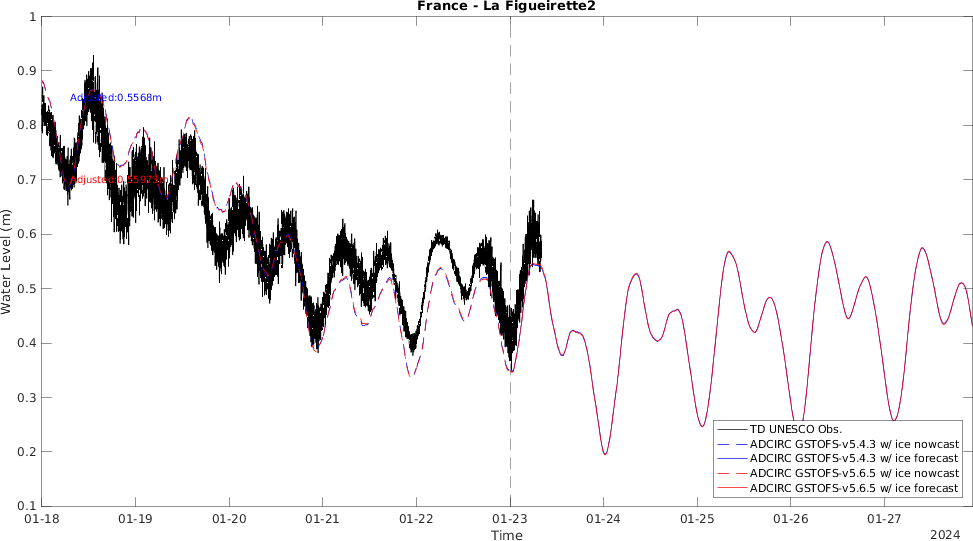 France - La Figueirette2
Water Level (m)
1
0.9
0.8
0.7
0.6
0.5
0.4
0.3
0.2
0.1
Adjusted:0.5568m
TD UNESCO Obs.
ADCIRC GSTOFS-v5.4.3 w/ ice nowcast
ADCIRC GSTOFS-v5.4.3 w/ ice forecast
ADCIRC GSTOFS-v5.6.5 w/ ice nowcast
ADCIRC GSTOFS-v5.6.5 w/ ice forecast
01-18 01-19 01-20 01-21 01-22 01-23 01-24 01-25 01-26 01-27
Time
2024